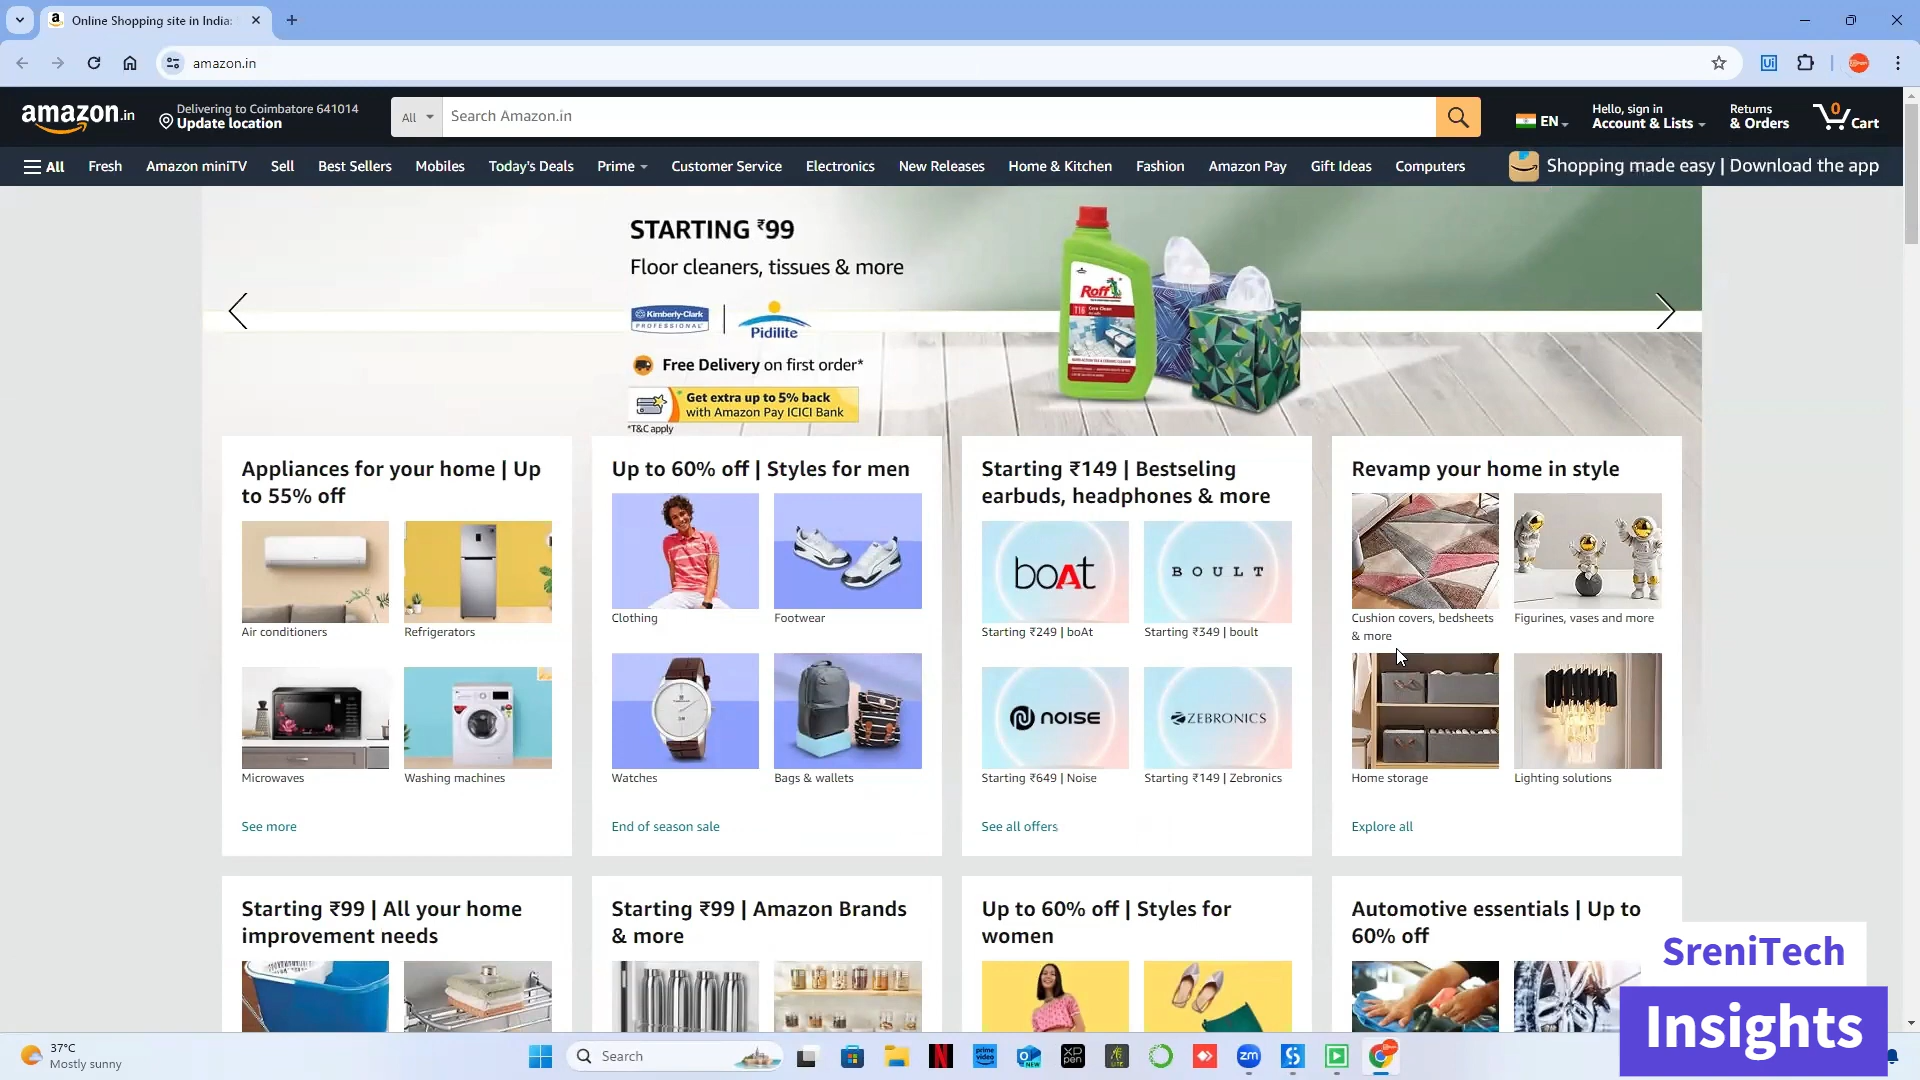 Online Shopping site in India:
amazon.in
amazon.in
Delivering to Coimbatore 641014
Update location
All
Search Amazon.in
EN
Hello, sign in
Account & Lists
Returns
& Orders
0
Cart
All
Fresh
Amazon miniTV
Sell
Best Sellers
Mobiles
Today's Deals
Prime
Customer Service
Electronics
New Releases
Home & Kitchen
Fashion
Amazon Pay
Gift Ideas
Computers
Shopping made easy | Download the app
STARTING ₹99
Floor cleaners, tissues & more
Kimberly-Clark
PROFESSIONAL
Pidilite
Free Delivery on first order*
Get extra up to 5% back
with Amazon Pay ICICI Bank
*T&C apply
Roff
Appliances for your home | Up
to 55% off
Air conditioners
Refrigerators
Microwaves
Washing machines
See more
Up to 60% off | Styles for men
Clothing
Footwear
Watches
Bags & wallets
End of season sale
Starting ₹149 | Bestseling
earbuds, headphones & more
boAt
BOULT
Starting ₹249 | boAt
Starting ₹349 | boult
noise
ZEBRONICS
Starting ₹649 | Noise
Starting ₹149 | Zebronics
See all offers
Revamp your home in style
Cushion covers, bedsheets
& more
Figurines, vases and more
Home storage
Lighting solutions
Explore all
Starting ₹99 | All your home
improvement needs
Starting ₹99 | Amazon Brands
& more
Up to 60% off | Styles for
women
Automotive essentials | Up to
60% off
SreniTech
Insights
37°C
Mostly sunny
Search